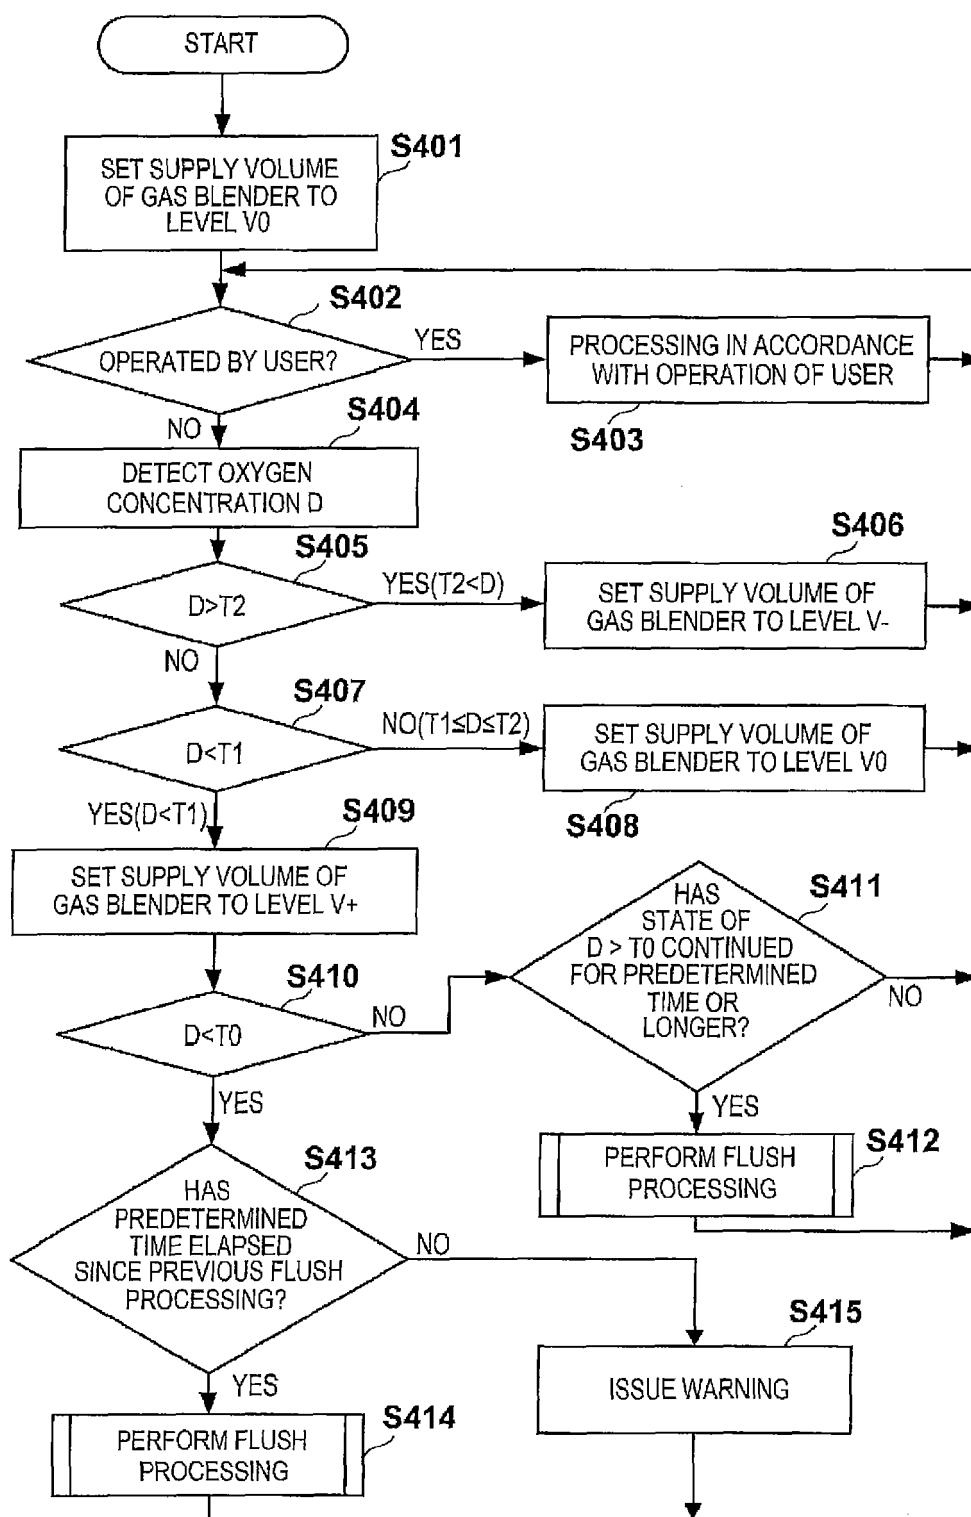 START
S401
SET SUPPLY VOLUME
OF GAS BLENDER TO
LEVEL V0
S402
OPERATED BY USER?
YES
PROCESSING IN ACCORDANCE
WITH OPERATION OF USER
S403
NO
S404
DETECT OXYGEN
CONCENTRATION D
S405
D>T2
YES(T2<D)
S406
SET SUPPLY VOLUME OF
GAS BLENDER TO LEVEL V-
NO
S407
D<T1
NO(T1≤D≤T2)
SET SUPPLY VOLUME OF
GAS BLENDER TO LEVEL V0
S408
YES(D<T1)
S409
SET SUPPLY VOLUME OF
GAS BLENDER TO LEVEL V+
S410
D<T0
NO
S411
HAS
STATE OF
D > T0 CONTINUED
FOR PREDETERMINED
TIME OR
LONGER?
NO
YES
S412
PERFORM FLUSH
PROCESSING
YES
S413
HAS
PREDETERMINED
TIME ELAPSED
SINCE PREVIOUS FLUSH
PROCESSING?
NO
S415
ISSUE WARNING
YES
S414
PERFORM FLUSH
PROCESSING